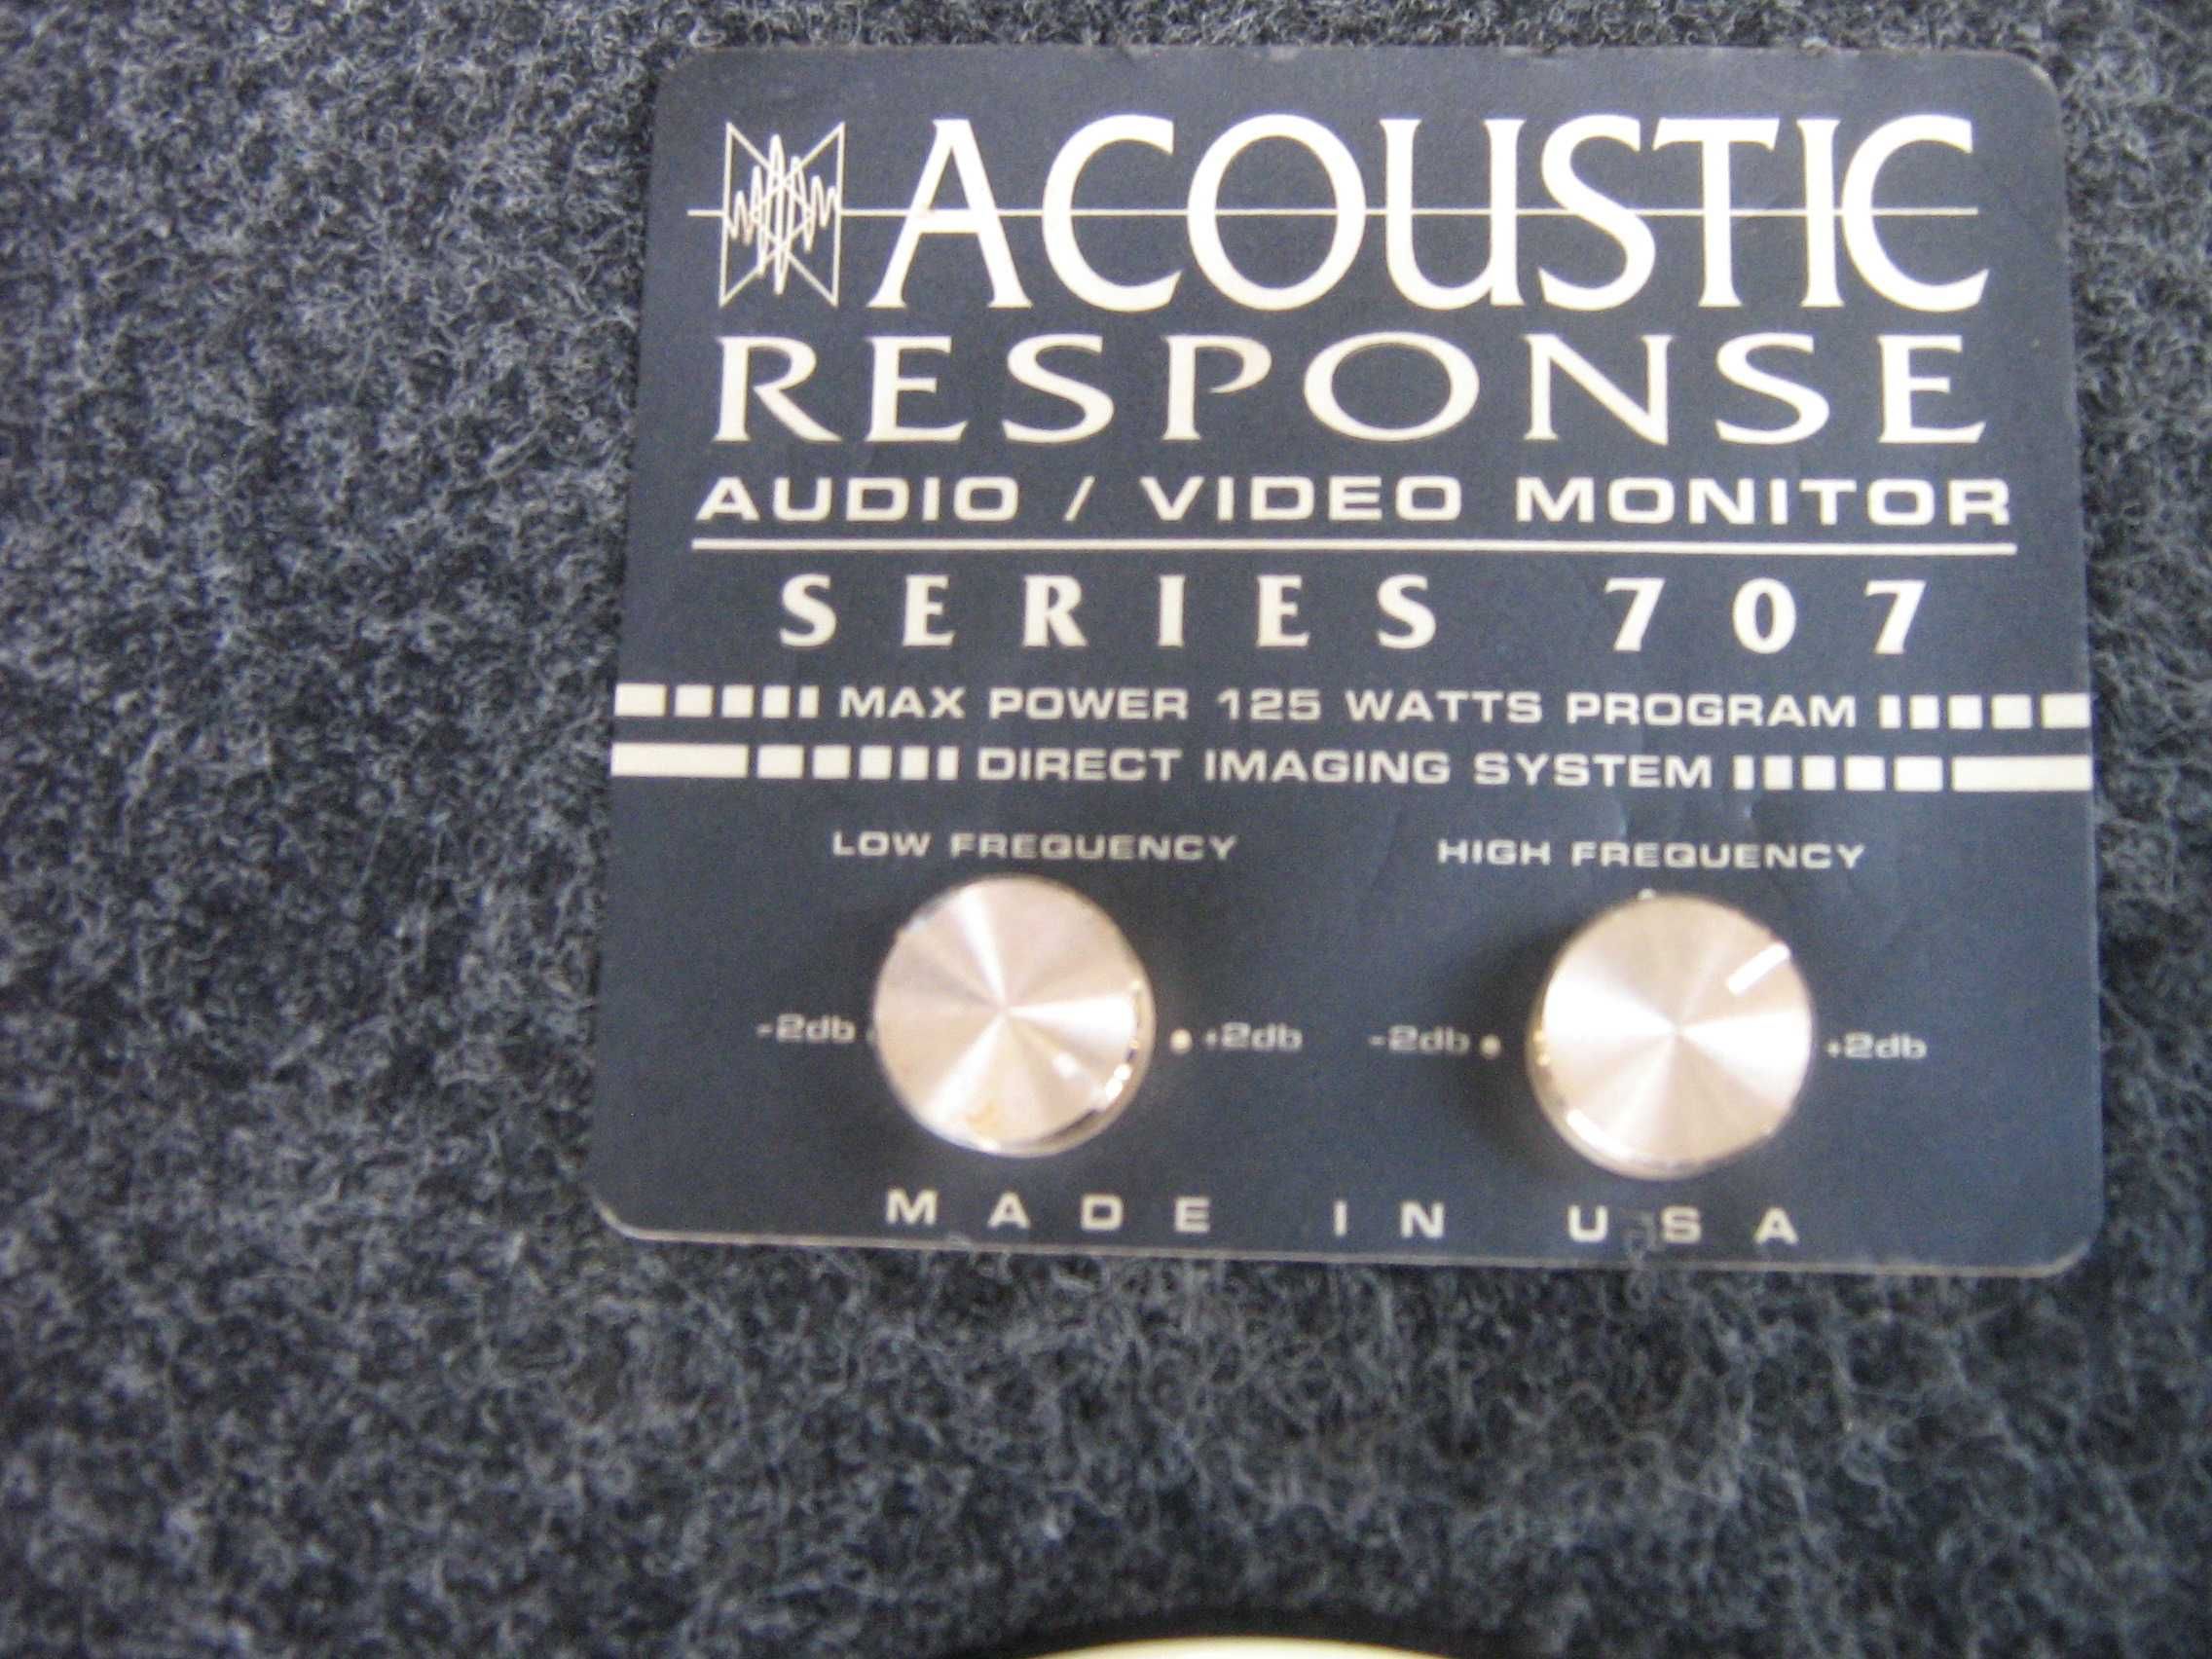 ACOUSTIC
RESPONSE
AUDIO / VIDEO MONITOR
SERIES 707
MAX POWER 125 WATTS PROGRAM
DIRECT IMAGING SYSTEM
LOW FREQUENCY HIGH FREQUENCY
-2db +2db -2db +2db
MADE IN USA